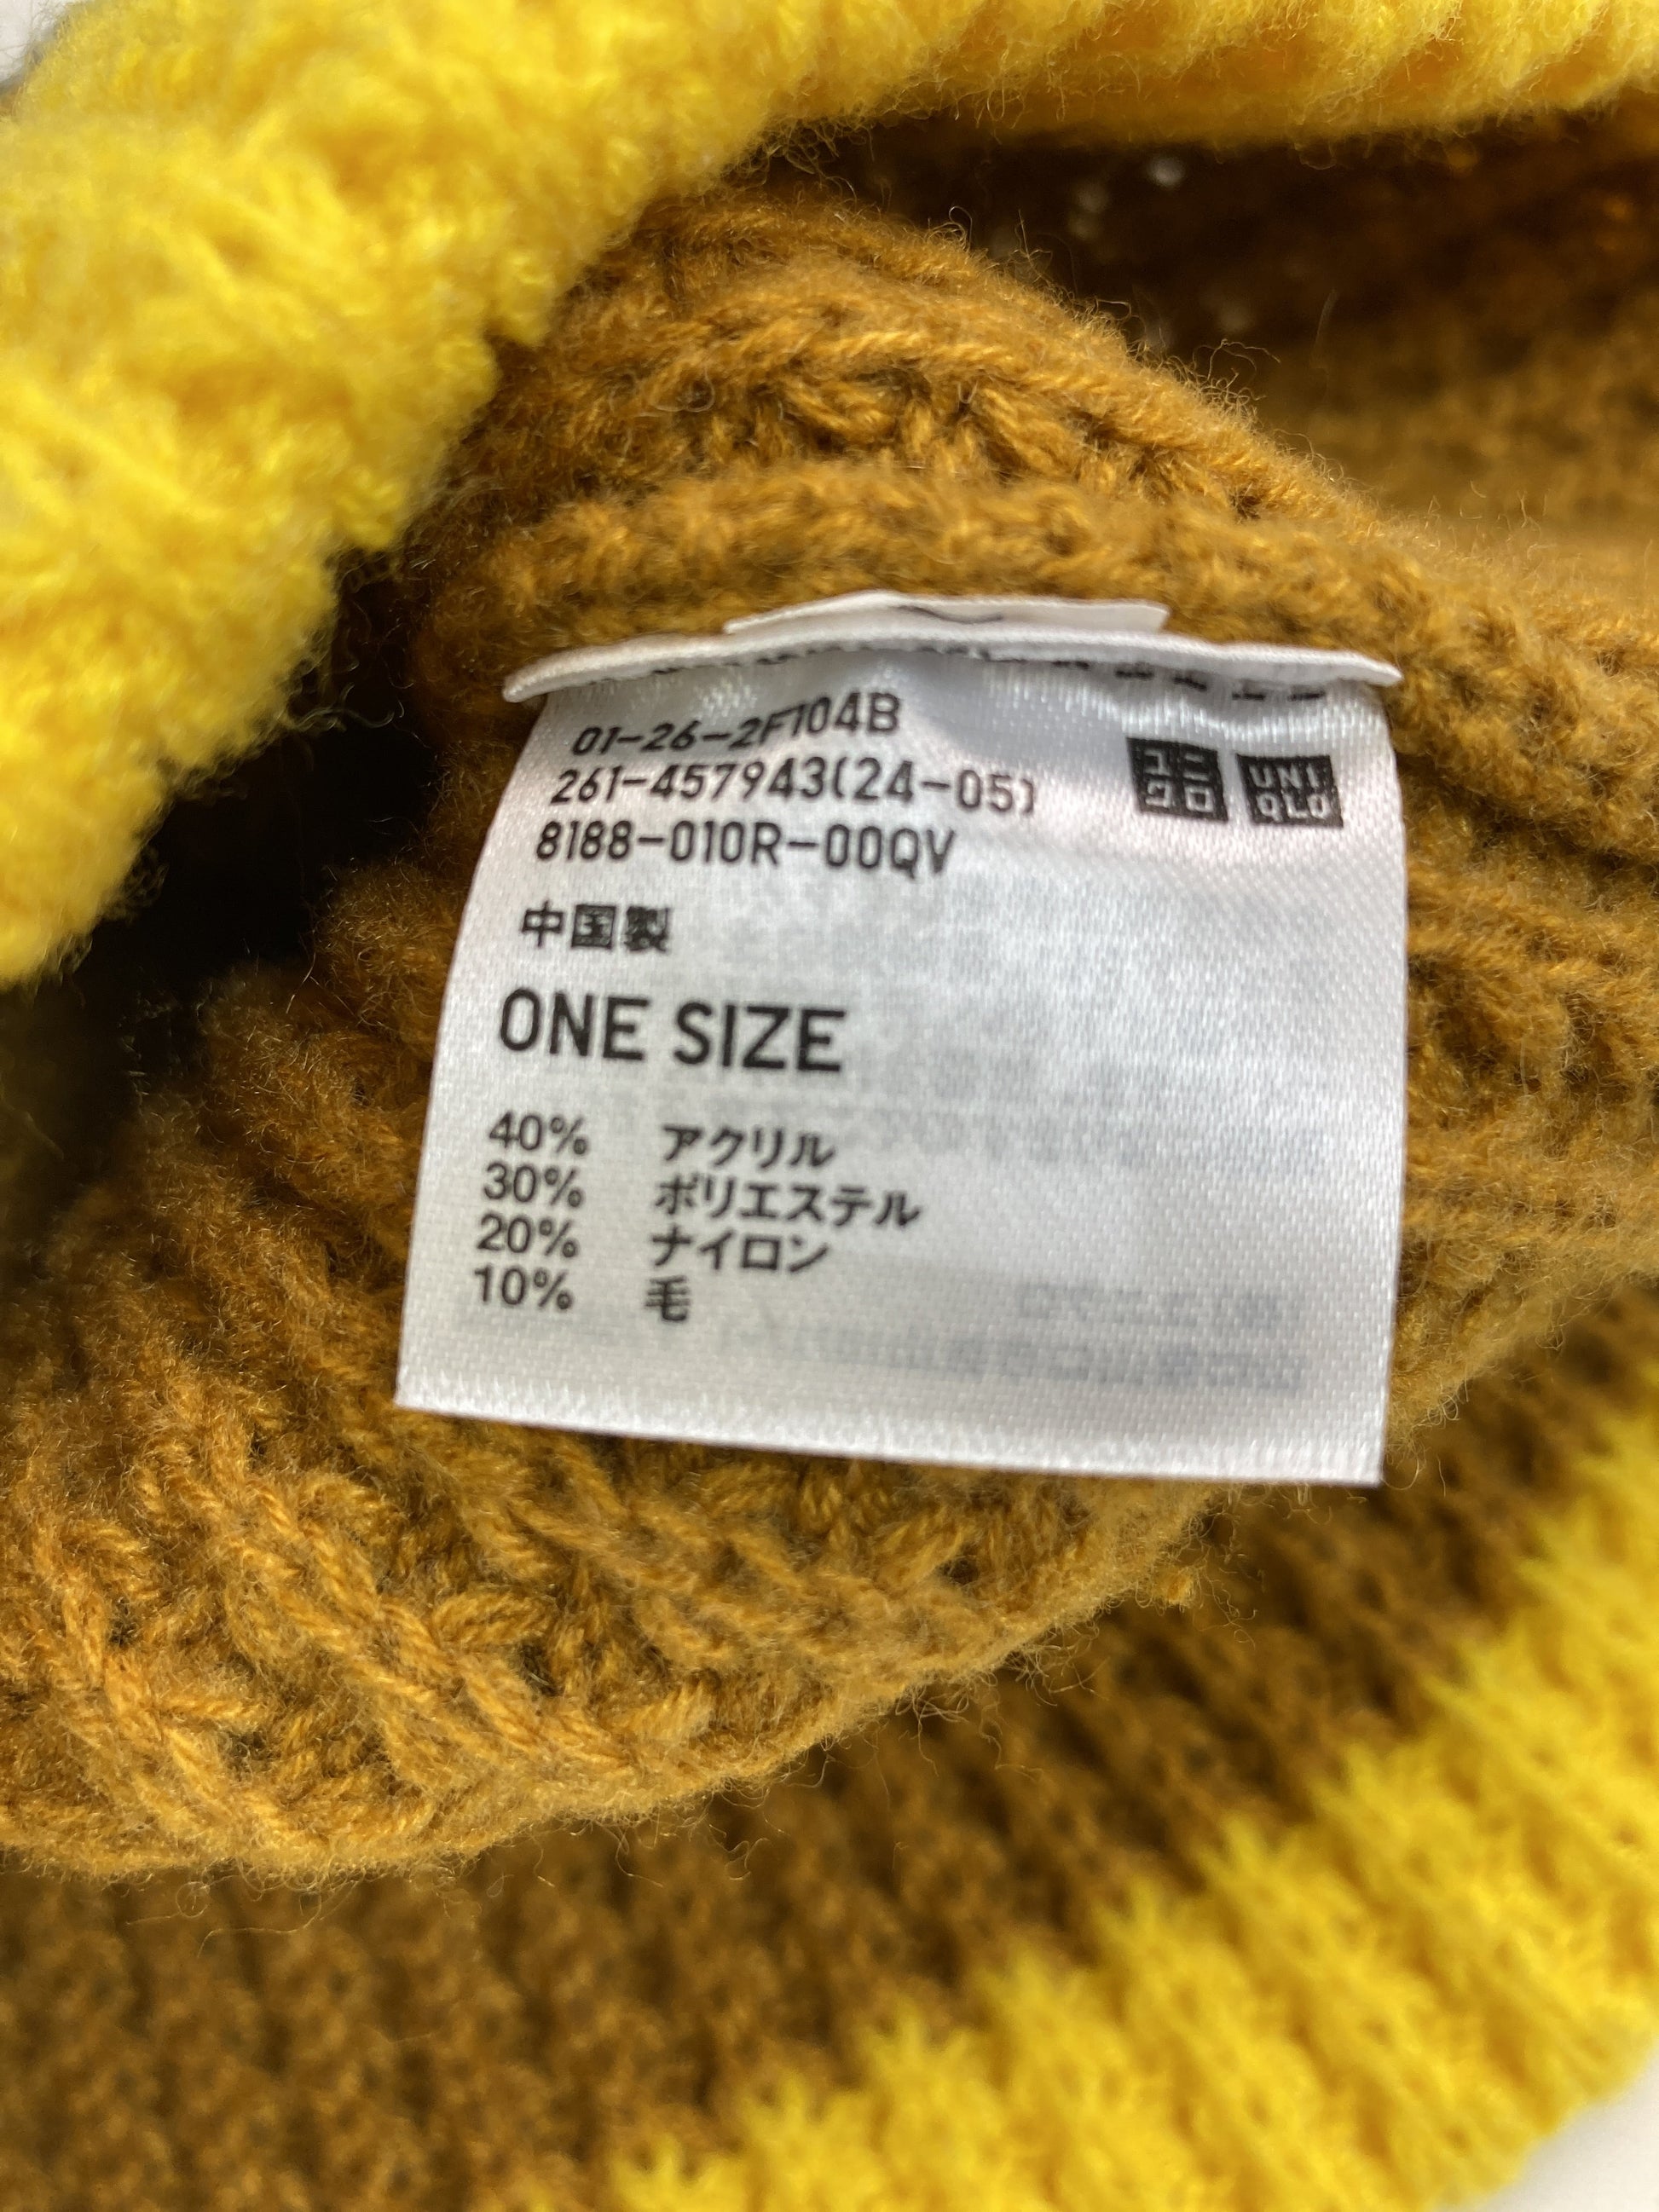 01-26-2F104B
261-457943(24-05)
8188-010R-00QV
ユニ
クロ
UNI
QLO
中国製
ONE SIZE
40% アクリル
30% ポリエステル
20% ナイロン
10% 毛